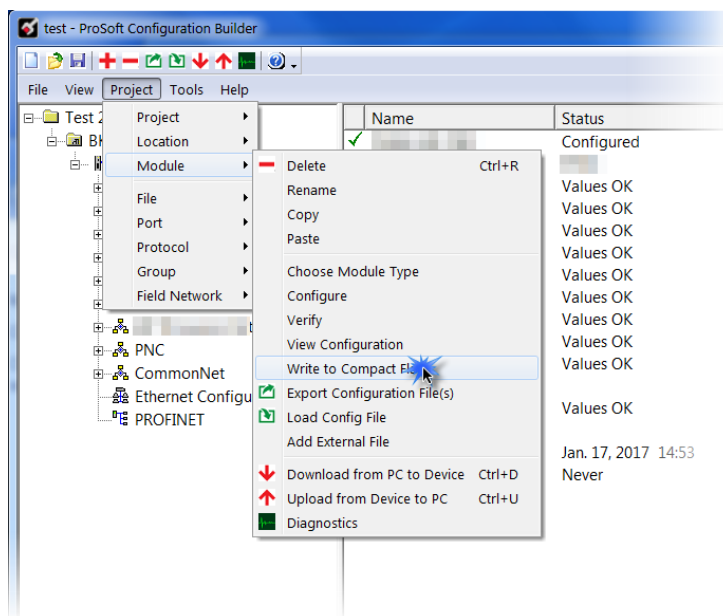 test - ProSoft Configuration Builder
File View Project Tools Help
Test
Project
Location
Module
File
Port
Protocol
Group
Field Network
Delete Ctrl+R
Rename
Copy
Paste
Choose Module Type
Configure
Verify
View Configuration
Write to Compact
Export Configuration File(s)
Load Config File
Add External File
Download from PC to Device Ctrl+D
Upload from Device to PC Ctrl+U
Diagnostics
PNC
CommonNet
Ethernet Configu
PROFINET
Name Status
Configured
Values OK
Values OK
Values OK
Values OK
Values OK
Values OK
Values OK
Values OK
Values OK
Values OK
Jan. 17, 2017 14:53
Never